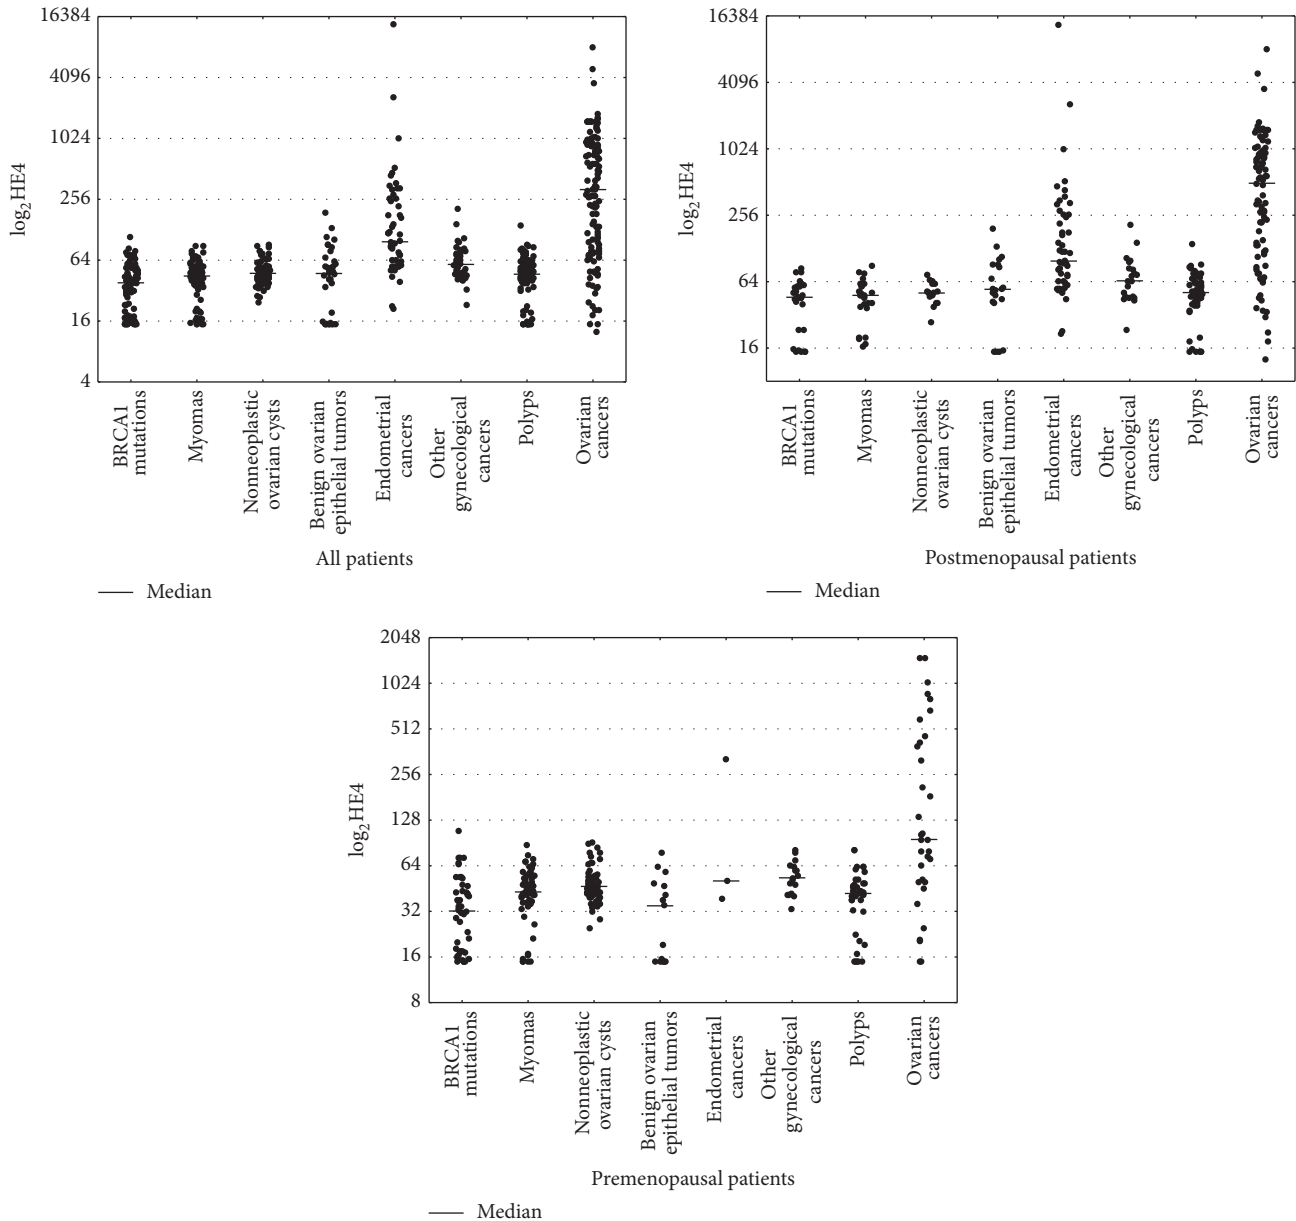 16384
4096
1024
256
64
16
4
log2HE4
BRCA1
mutations
Myomas
Nonneoplastic
ovarian cysts
Benign ovarian
epithelial tumors
Endometrial
cancers
Other
gynecological
cancers
Polyps
Ovarian
cancers
All patients
Median
16384
4096
1024
256
64
16
log2HE4
BRCA1
mutations
Myomas
Nonneoplastic
ovarian cysts
Benign ovarian
epithelial tumors
Endometrial
cancers
Other
gynecological
cancers
Polyps
Ovarian
cancers
Postmenopausal patients
Median
2048
1024
512
256
128
64
32
16
8
log2HE4
BRCA1
mutations
Myomas
Nonneoplastic
ovarian cysts
Benign ovarian
epithelial tumors
Endometrial
cancers
Other
gynecological
cancers
Polyps
Ovarian
cancers
Premenopausal patients
Median